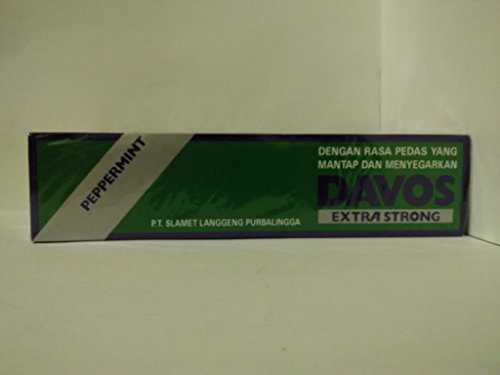 PEPPERMINT
DENGAN RASA PEDAS YANG
MANTAP DAN MENYEGARKAN
DAVOS
EXTRA STRONG
P.T. SLAMET LANGGENG PURBALINGGA